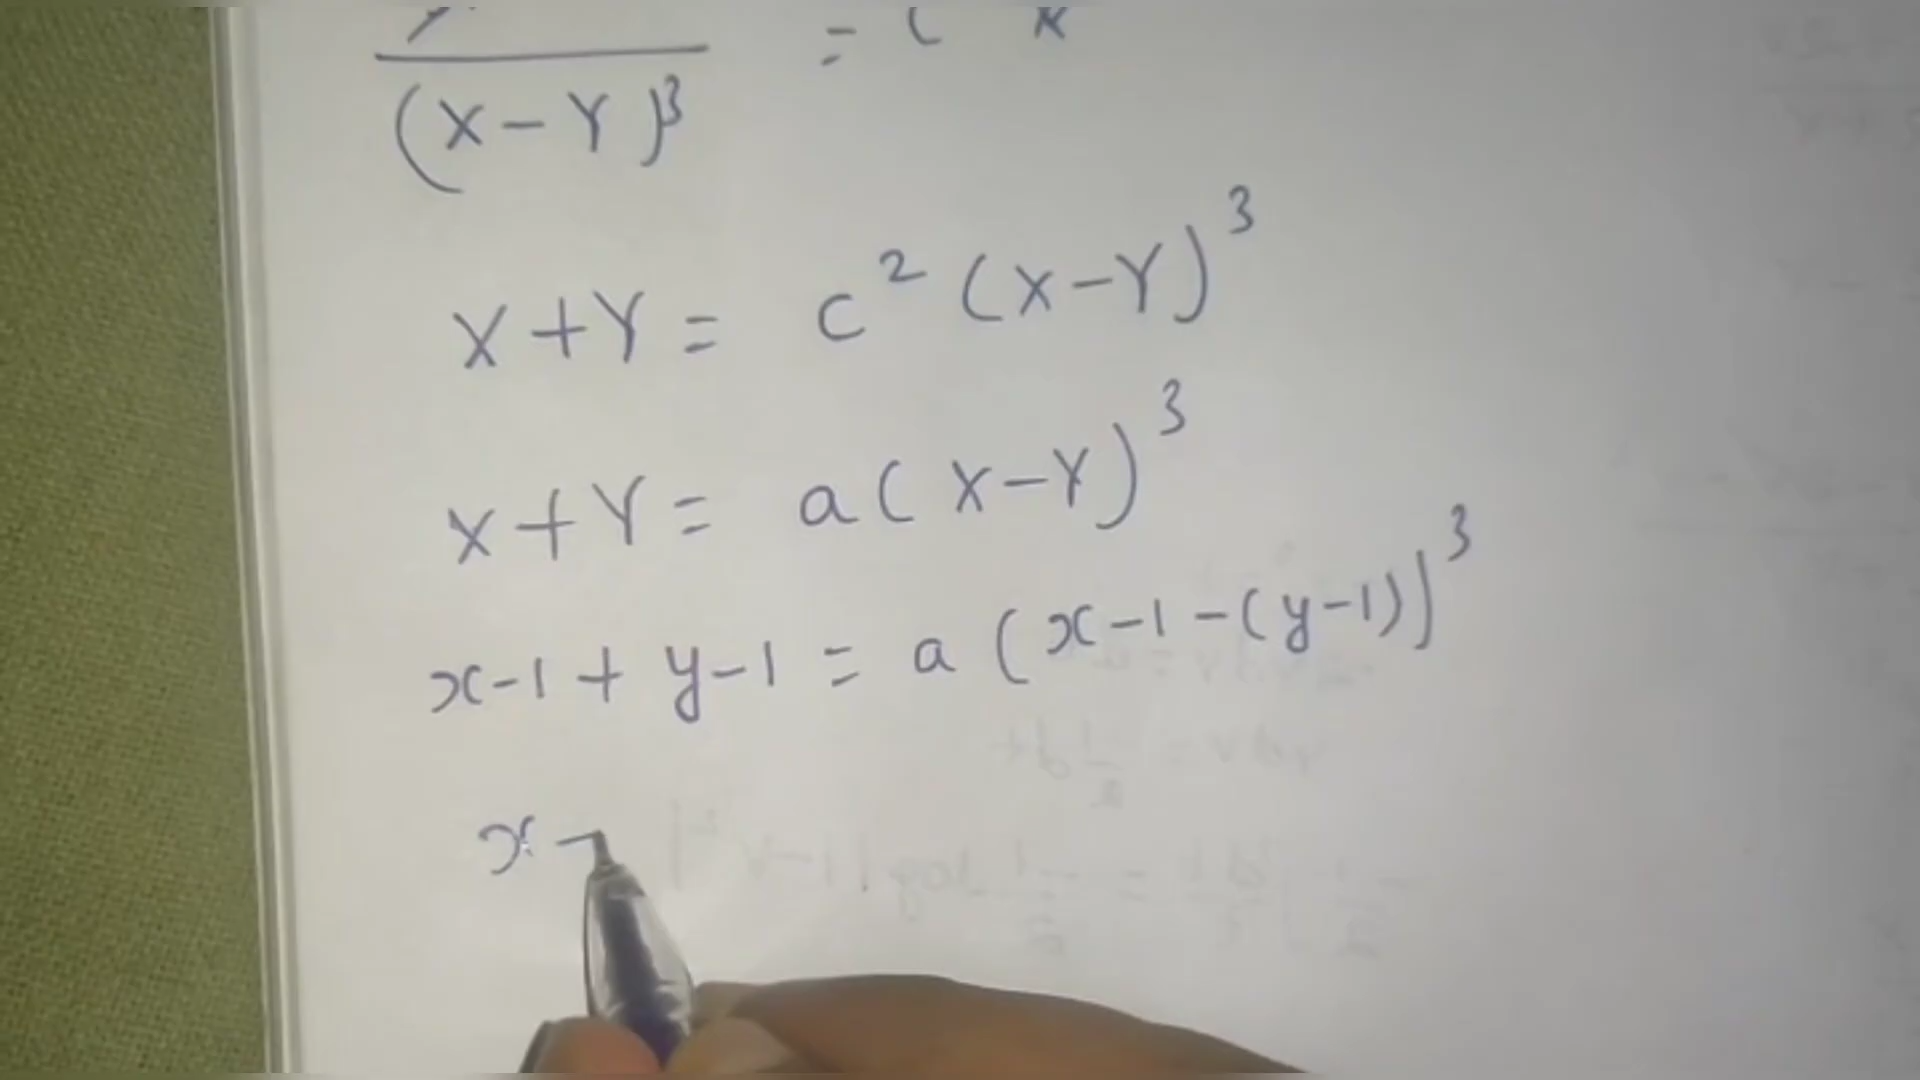 (X-Y)³ = c x
X+Y = c² (X-Y)³
X+Y = a(X-Y)³
x-1+y-1 = a(x-1-(y-1))³
x-